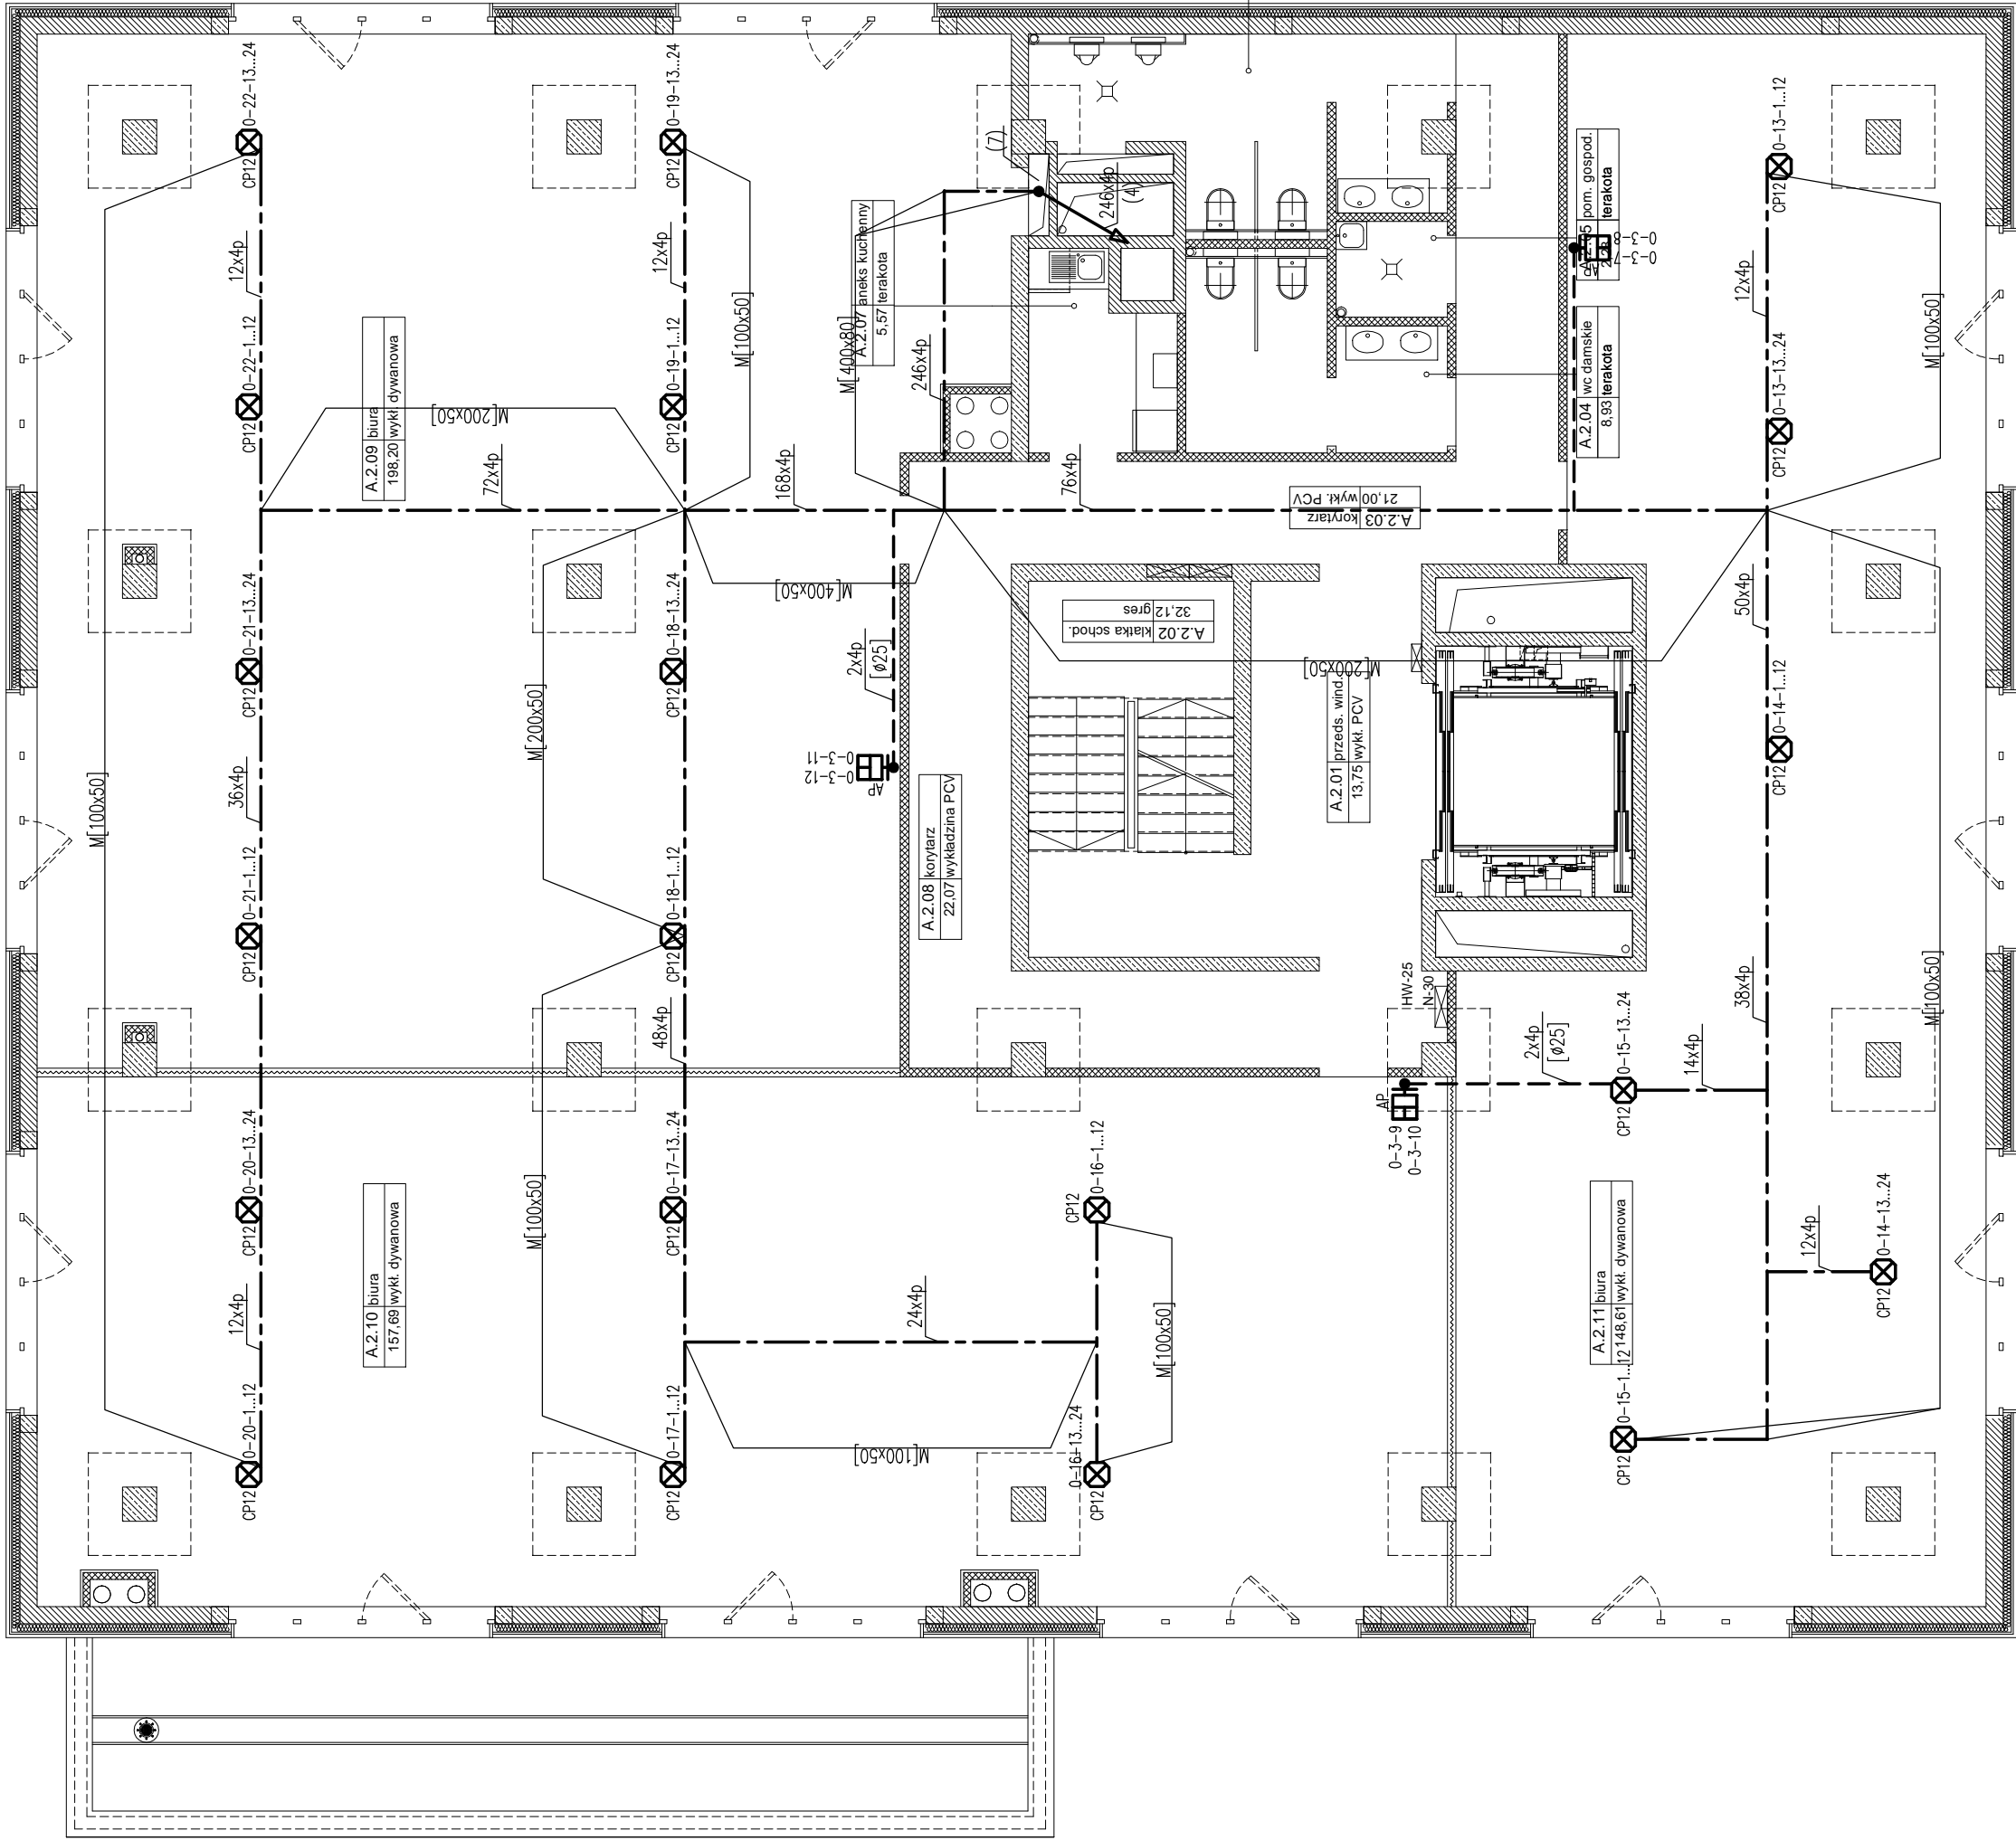 CP12 0-22-13...24
12x4p
CP12 0-22-1...12
A.2.09 biura
198,20 wykł. dywanowa
M[200x50]
72x4p
CP12 0-21-13...24
36x4p
M[100x50]
CP12 0-21-1...12
CP12 0-20-13...24
12x4p
CP12 0-20-1...12
A.2.10 biura
157,69 wykł. dywanowa
CP12 0-19-13...24
12x4p
M[100x50]
CP12 0-19-1...12
168x4p
M[400x50]
CP12 0-18-13...24
M[200x50]
CP12 0-18-1...12
48x4p
CP12 0-17-13...24
M[100x50]
CP12 0-17-1...12
24x4p
M[100x50]
CP12 0-16-1...12
M[100x50]
CP12 0-16-13...24
(7)
246x4p
(4)
A.2.07 aneks kuchenny
5,57 terakota
M[400x80]
246x4p
76x4p
2x4p
[ø25]
0-3-11
0-3-12
AP
A.2.08 korytarz
22,07 wykładzina PCV
A.2.03 korytarz
21,00 wykł. PCV
A.2.02 klatka schod.
32,12 gres
M[200x50]
A.2.01 przeds. wind.
13,75 wykł. PCV
HW-25
N-30
A.2.05 pom. gospod.
terakota
AP
0-3-8
0-3-7
A.2.04 wc damskie
8,93 terakota
CP12 0-13-1...12
12x4p
M[100x50]
CP12 0-13-13...24
50x4p
CP12 0-14-1...12
38x4p
M[100x50]
2x4p
[ø25]
AP
0-3-9
0-3-10
CP12 0-15-13...24
14x4p
12x4p
CP12 0-14-13...24
A.2.11 biura
148,61 wykł. dywanowa
CP12 0-15-1...12